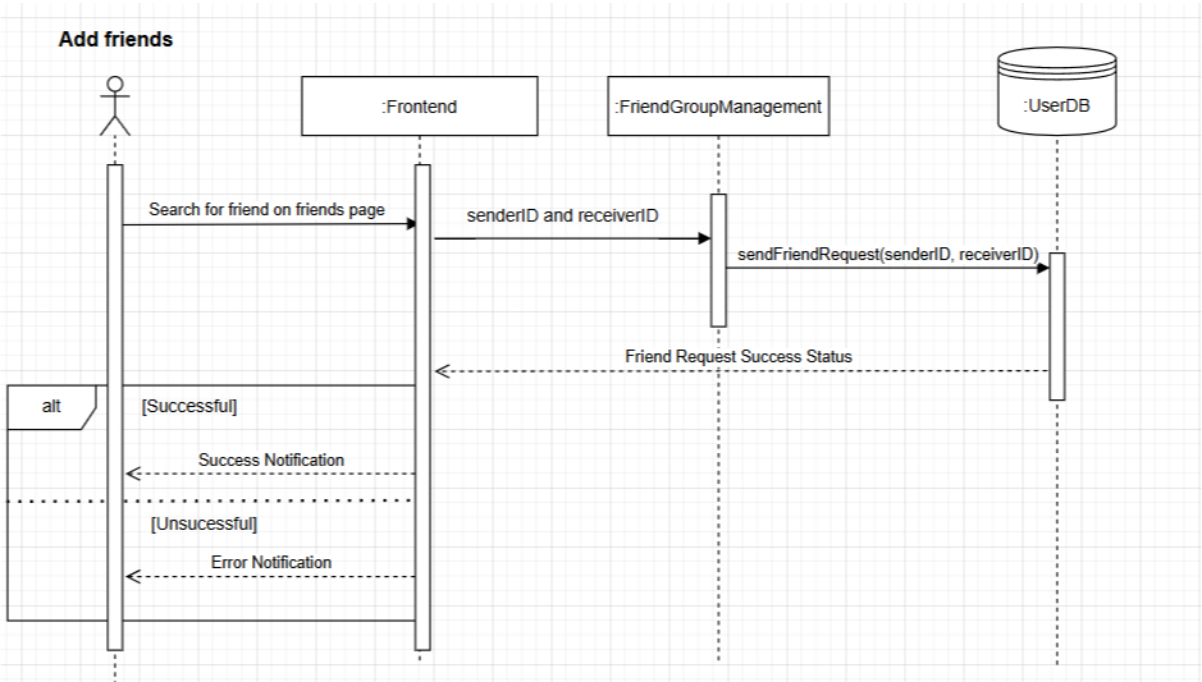 Add friends
:Frontend
:FriendGroupManagement
:UserDB
Search for friend on friends page
senderID and receiverID
sendFriendRequest(senderID, receiverID)
Friend Request Success Status
alt
[Successful]
Success Notification
[Unsucessful]
Error Notification